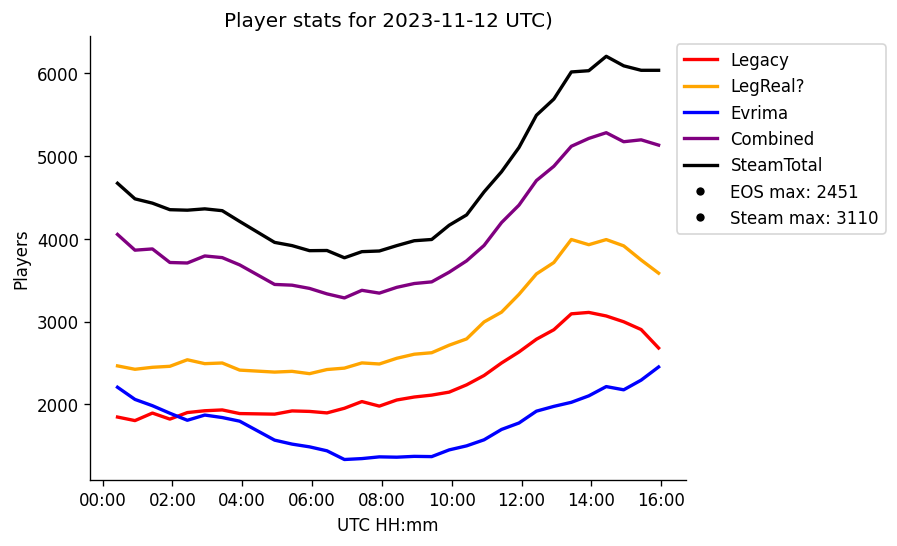 Player stats for 2023-11-12 UTC)
Players
6000
5000
4000
3000
2000
00:00 02:00 04:00 06:00 08:00 10:00 12:00 14:00 16:00
UTC HH:mm
Legacy
LegReal?
Evrima
Combined
SteamTotal
EOS max: 2451
Steam max: 3110